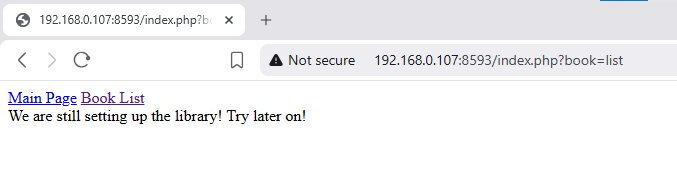 192.168.0.107:8593/index.php?b
Not secure 192.168.0.107:8593/index.php?book=list
Main Page Book List
We are still setting up the library! Try later on!